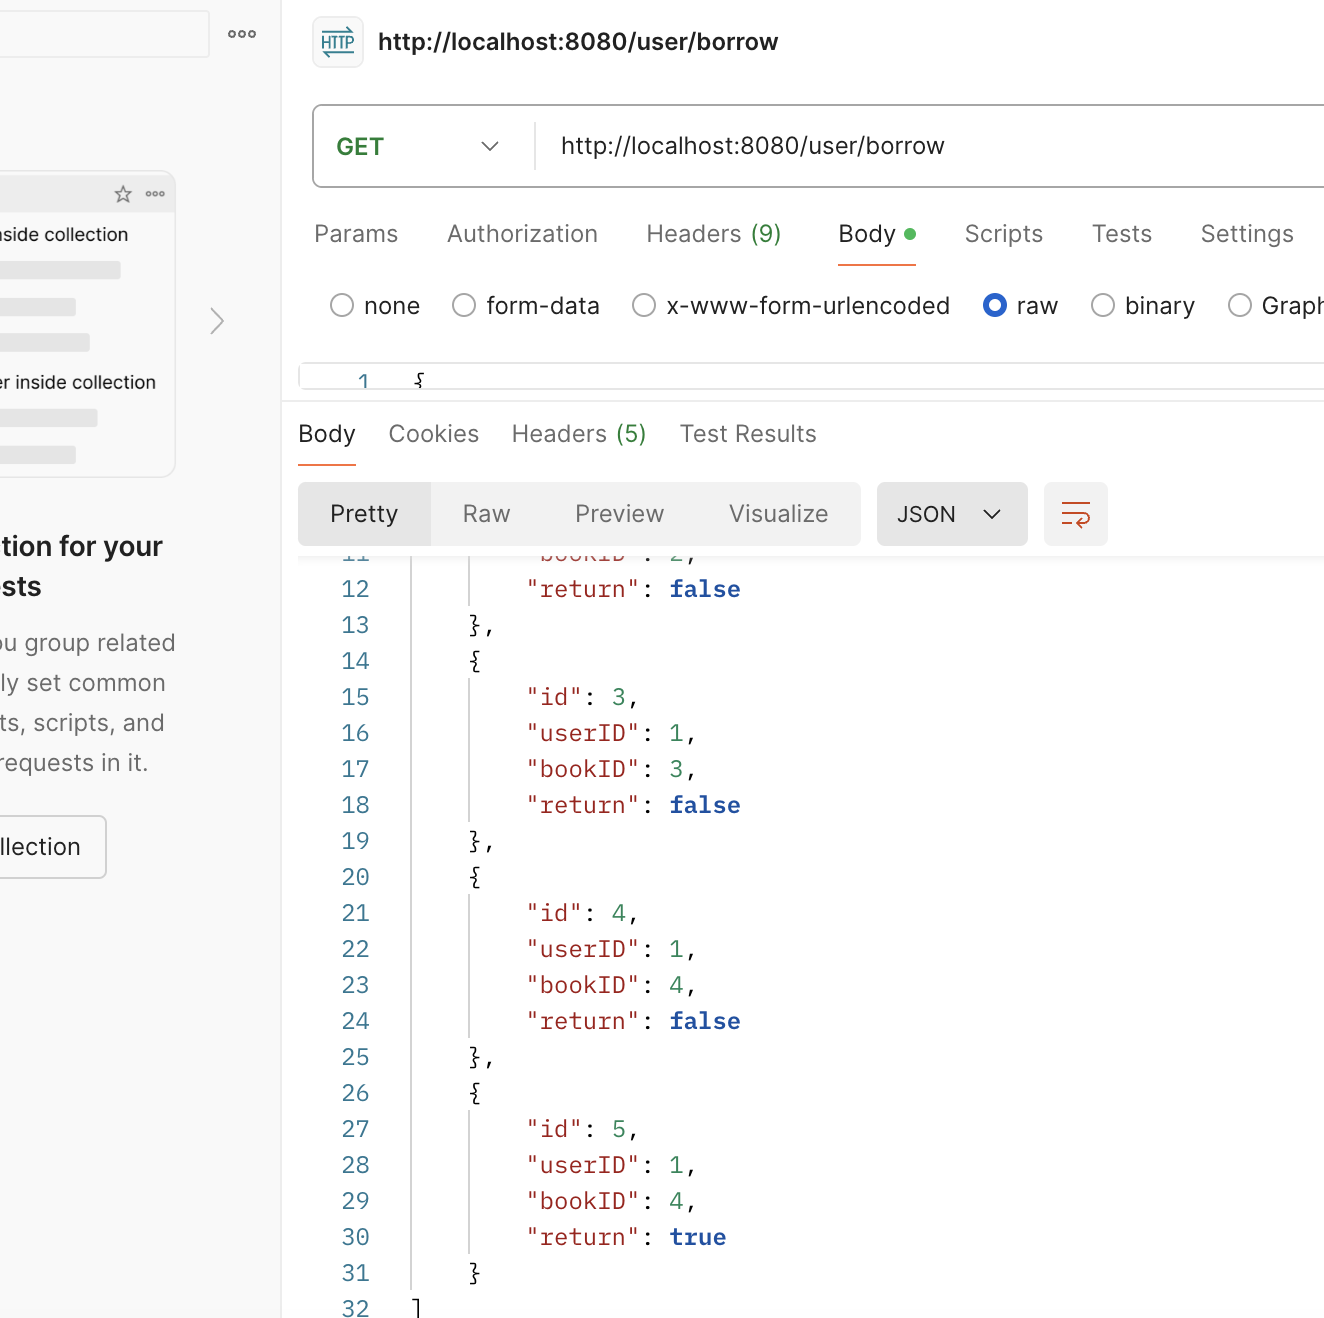 HTTP http://localhost:8080/user/borrow
GET http://localhost:8080/user/borrow
Params Authorization Headers (9) Body Scripts Tests Settings
none form-data x-www-form-urlencoded raw binary Graph
1 {
Body Cookies Headers (5) Test Results
Pretty Raw Preview Visualize JSON
11 "bookID": 2,
12 "return": false
13 },
14 {
15 "id": 3,
16 "userID": 1,
17 "bookID": 3,
18 "return": false
19 },
20 {
21 "id": 4,
22 "userID": 1,
23 "bookID": 4,
24 "return": false
25 },
26 {
27 "id": 5,
28 "userID": 1,
29 "bookID": 4,
30 "return": true
31 }
32 ]
nside collection
er inside collection
tion for your
sts
ou group related
ly set common
ts, scripts, and
requests in it.
llection